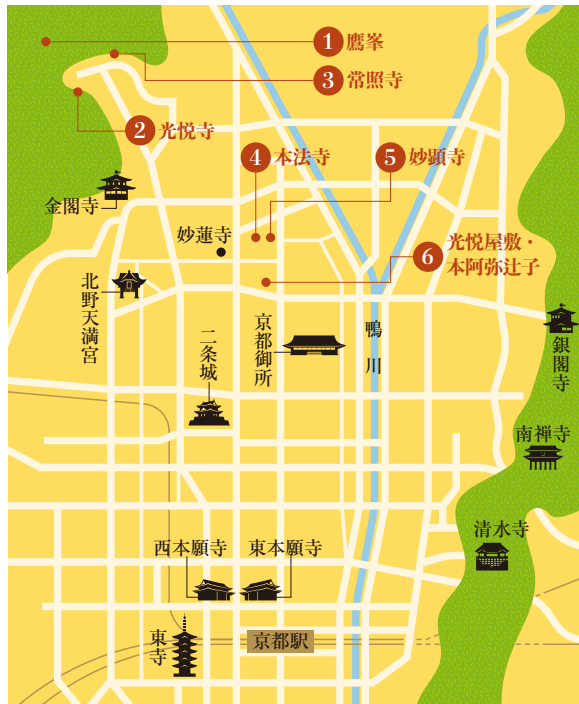 1 鷹峯
3 常照寺
2 光悦寺
4 本法寺
5 妙顕寺
金閣寺
妙蓮寺
6 光悦屋敷・
本阿弥辻子
北野天満宮
二条城
京都御所
鴨川
銀閣寺
南禅寺
清水寺
西本願寺
東本願寺
東寺
京都駅